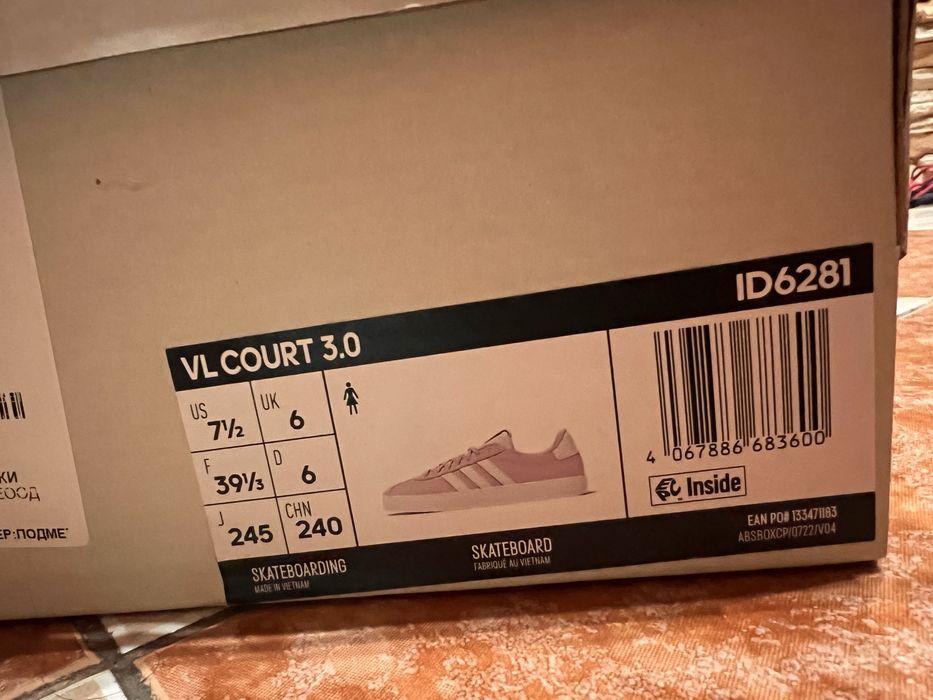 VL COURT 3.0
ID6281
US 7½
UK 6
F 39⅓
D 6
J 245
CHN 240
4 067886 683600
Inside
EAN PO# 133471183
ABSBOXCP/0722/V04
SKATEBOARDING
MADE IN VIETNAM
SKATEBOARD
FABRIQUÉ AU VIETNAM
КИ
ЕООД
ЕР:ПОДМЕ